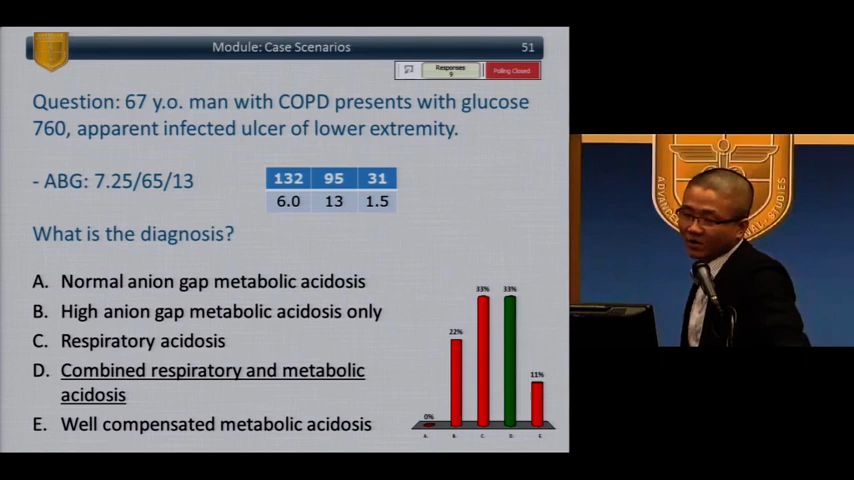 Module: Case Scenarios 51
Responses
9
Polling Closed
Question: 67 y.o. man with COPD presents with glucose
760, apparent infected ulcer of lower extremity.
- ABG: 7.25/65/13
132 95 31
6.0 13 1.5
What is the diagnosis?
A. Normal anion gap metabolic acidosis
B. High anion gap metabolic acidosis only
C. Respiratory acidosis
D. Combined respiratory and metabolic
acidosis
E. Well compensated metabolic acidosis
0% 22% 33% 33% 11%
A. B. C. D. E.
ADVANCED
STUDIES